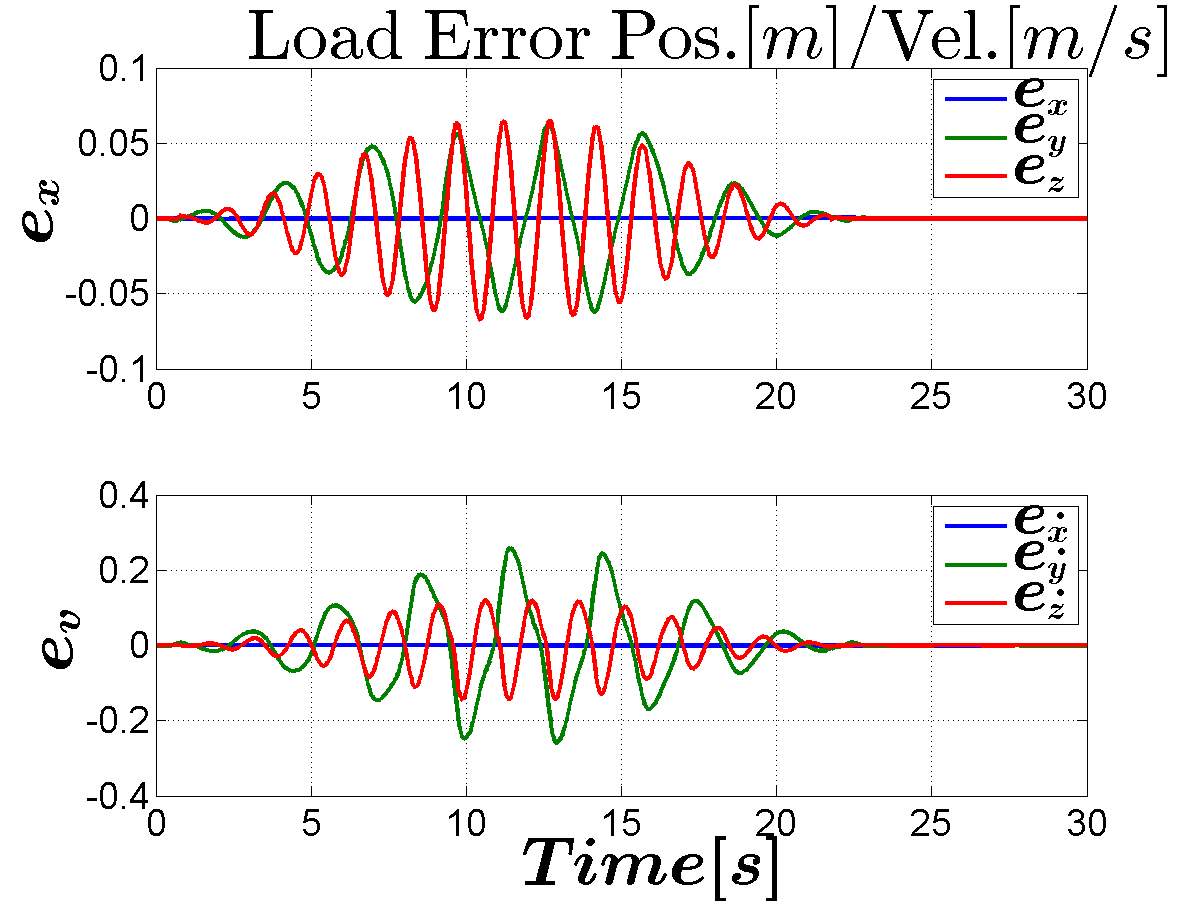 Load Error Pos.[m]/Vel.[m/s]
0.1
0.05
0
-0.05
-0.1
e_x
e_x
e_y
e_z
0 5 10 15 20 25 30
0.4
0.2
0
-0.2
-0.4
e_v
e_ẋ
e_ẏ
e_ż
0 5 10 15 20 25 30
Time[s]